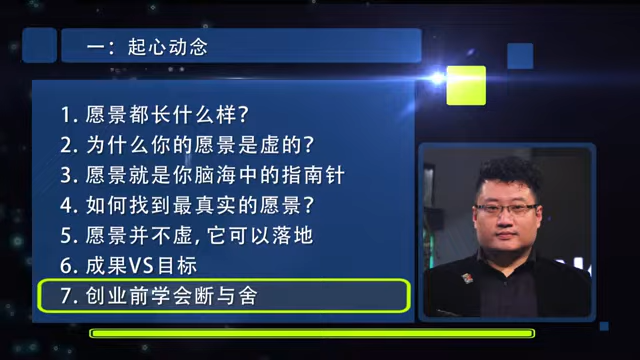 一：起心动念
1. 愿景都长什么样？
2. 为什么你的愿景是虚的？
3. 愿景就是你脑海中的指南针
4. 如何找到最真实的愿景？
5. 愿景并不虚，它可以落地
6. 成果VS目标
7. 创业前学会断与舍